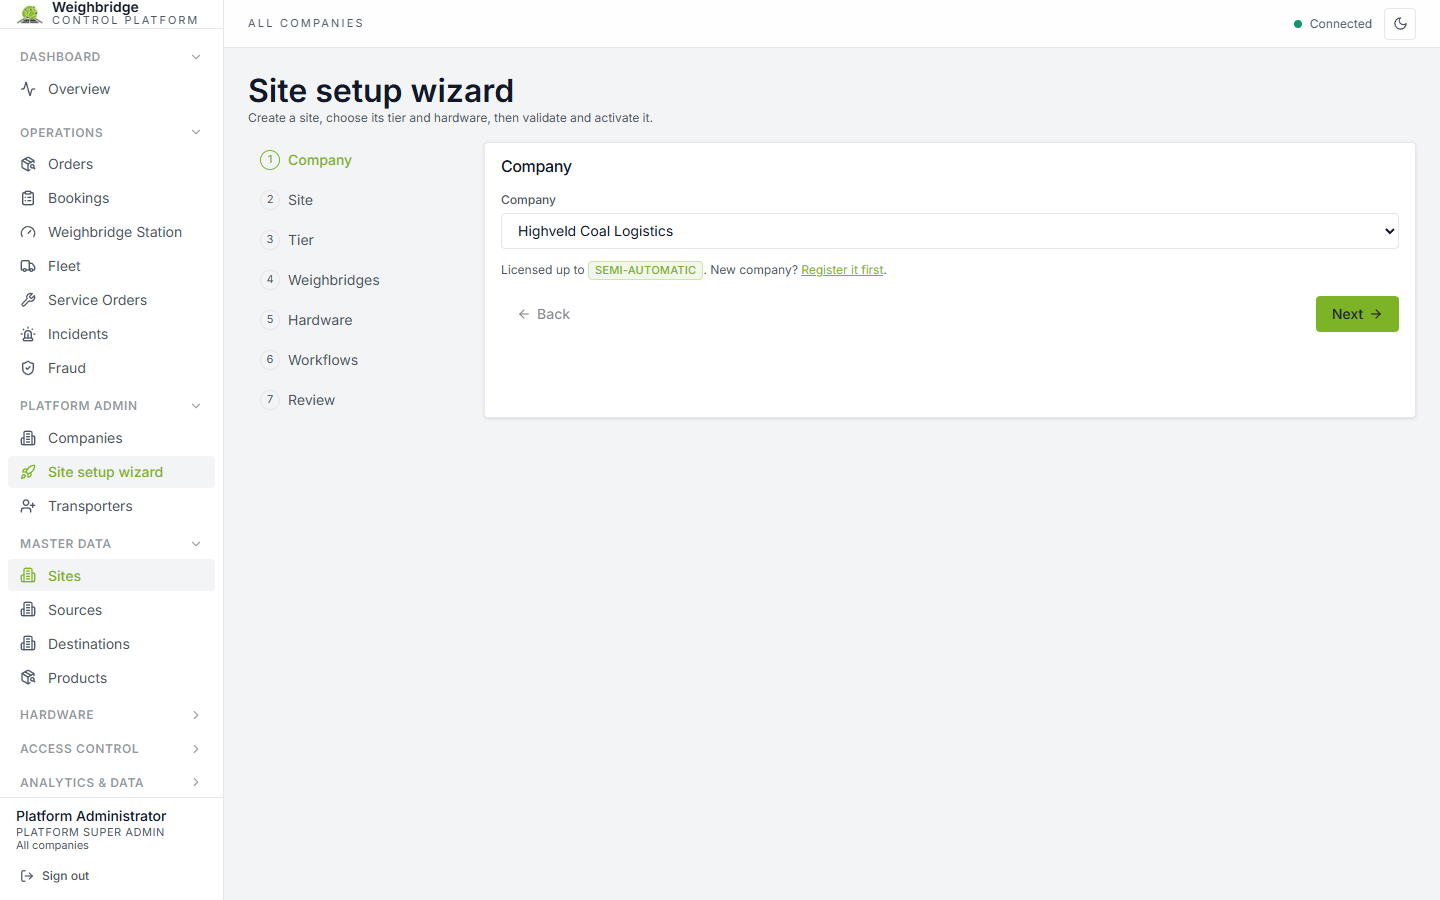 Weighbridge
CONTROL PLATFORM
DASHBOARD
Overview
OPERATIONS
Orders
Bookings
Weighbridge Station
Fleet
Service Orders
Incidents
Fraud
PLATFORM ADMIN
Companies
Site setup wizard
Transporters
MASTER DATA
Sites
Sources
Destinations
Products
HARDWARE
ACCESS CONTROL
ANALYTICS & DATA
Platform Administrator
PLATFORM SUPER ADMIN
All companies
Sign out
ALL COMPANIES
Connected
Site setup wizard
Create a site, choose its tier and hardware, then validate and activate it.
1 Company
2 Site
3 Tier
4 Weighbridges
5 Hardware
6 Workflows
7 Review
Company
Company
Highveld Coal Logistics
Licensed up to SEMI-AUTOMATIC. New company? Register it first.
Back
Next